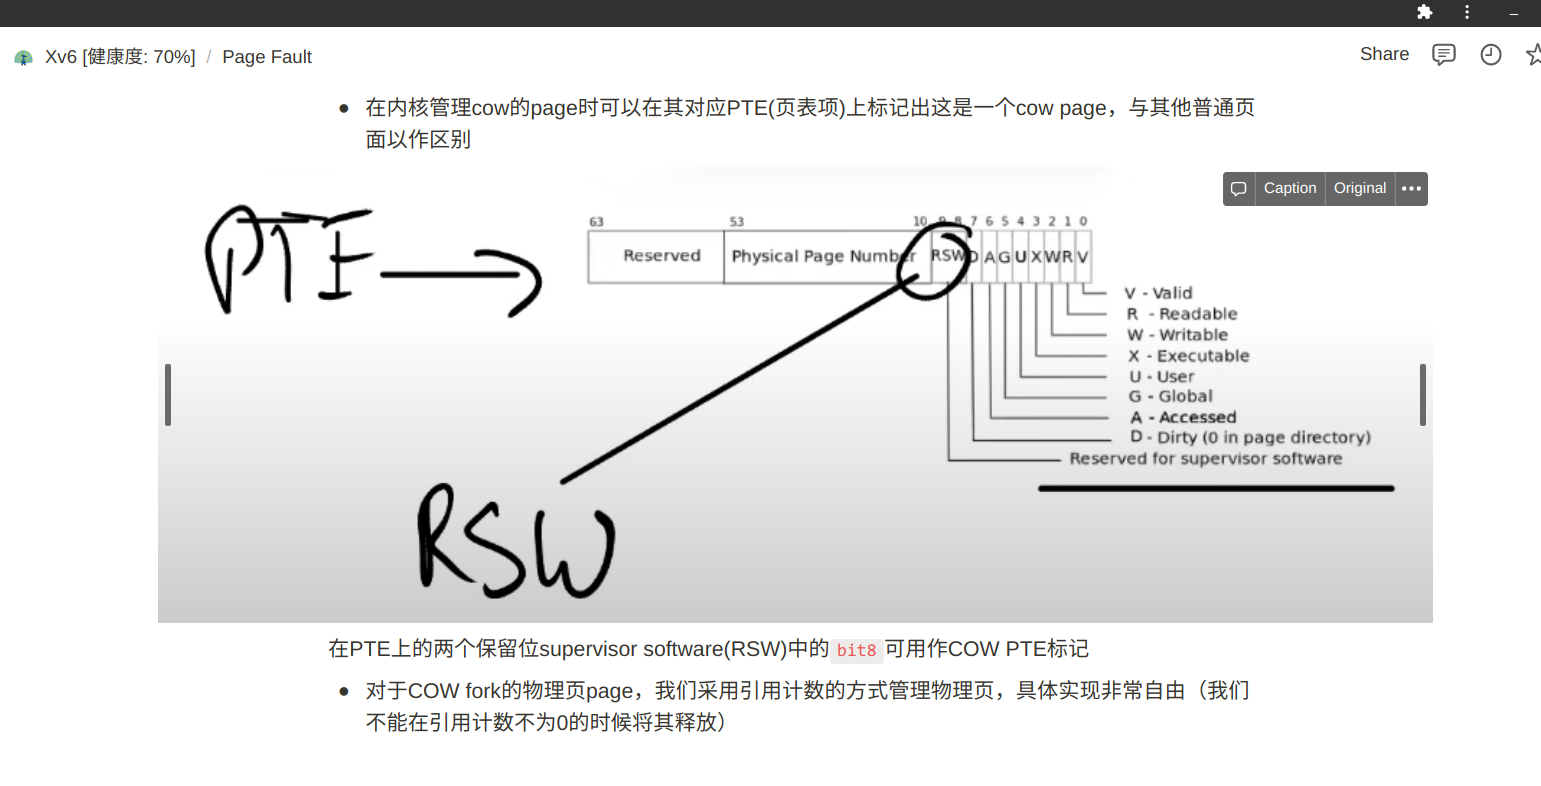 Xv6 [健康度: 70%] / Page Fault
Share
• 在内核管理cow的page时可以在其对应PTE(页表项)上标记出这是一个cow page，与其他普通页
面以作区别
Caption Original •••
PTE
63 53 10 9 8 7 6 5 4 3 2 1 0
Reserved Physical Page Number RSW D A G U X W R V
V - Valid
R - Readable
W - Writable
X - Executable
U - User
G - Global
A - Accessed
D - Dirty (0 in page directory)
Reserved for supervisor software
RSW
在PTE上的两个保留位supervisor software(RSW)中的bit8可用作COW PTE标记
• 对于COW fork的物理页page，我们采用引用计数的方式管理物理页，具体实现非常自由（我们
不能在引用计数不为0的时候将其释放）